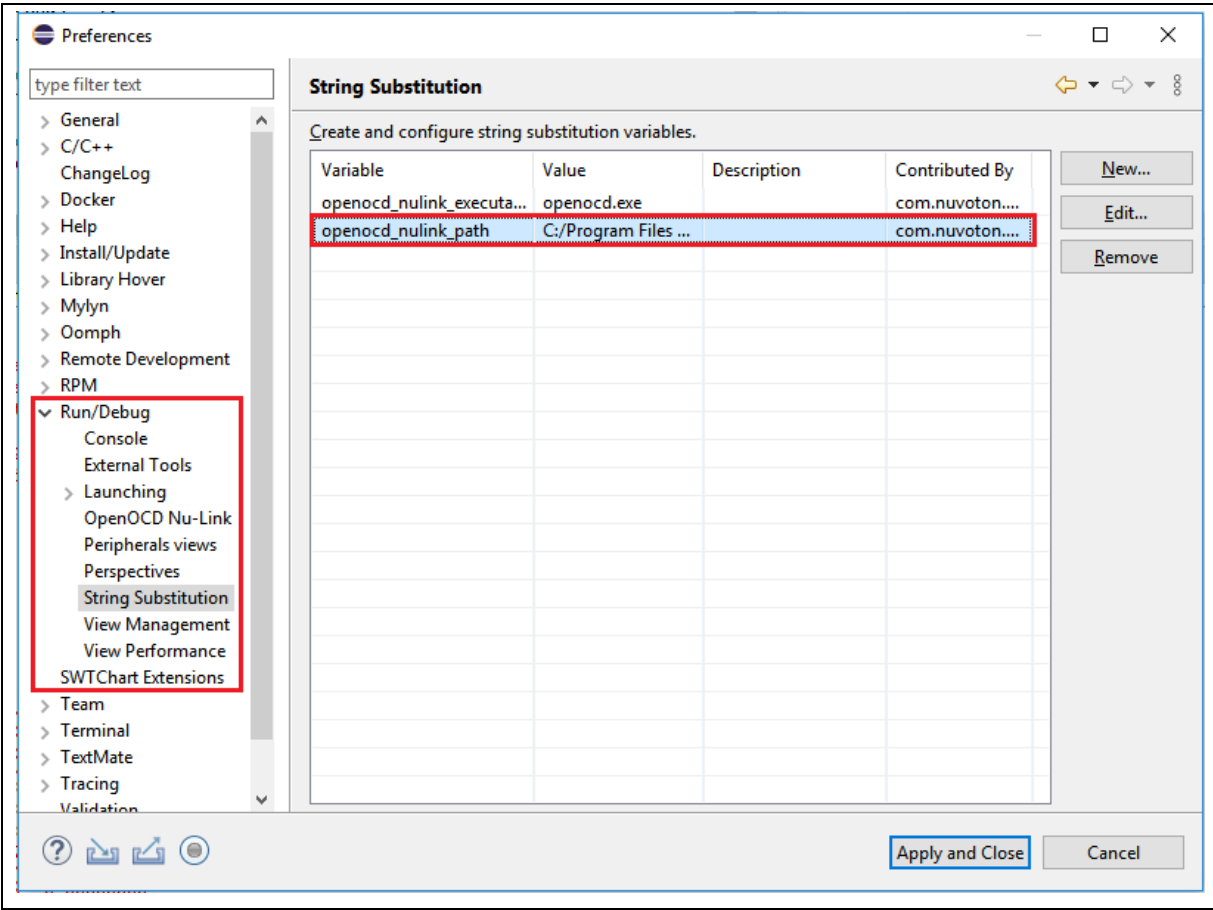 Preferences
type filter text
General
C/C++
ChangeLog
Docker
Help
Install/Update
Library Hover
Mylyn
Oomph
Remote Development
RPM
Run/Debug
Console
External Tools
Launching
OpenOCD Nu-Link
Peripherals views
Perspectives
String Substitution
View Management
View Performance
SWTChart Extensions
Team
Terminal
TextMate
Tracing
Validation
String Substitution
Create and configure string substitution variables.
Variable Value Description Contributed By
openocd_nulink_executa... openocd.exe com.nuvoton....
openocd_nulink_path C:/Program Files ... com.nuvoton....
New...
Edit...
Remove
Apply and Close Cancel